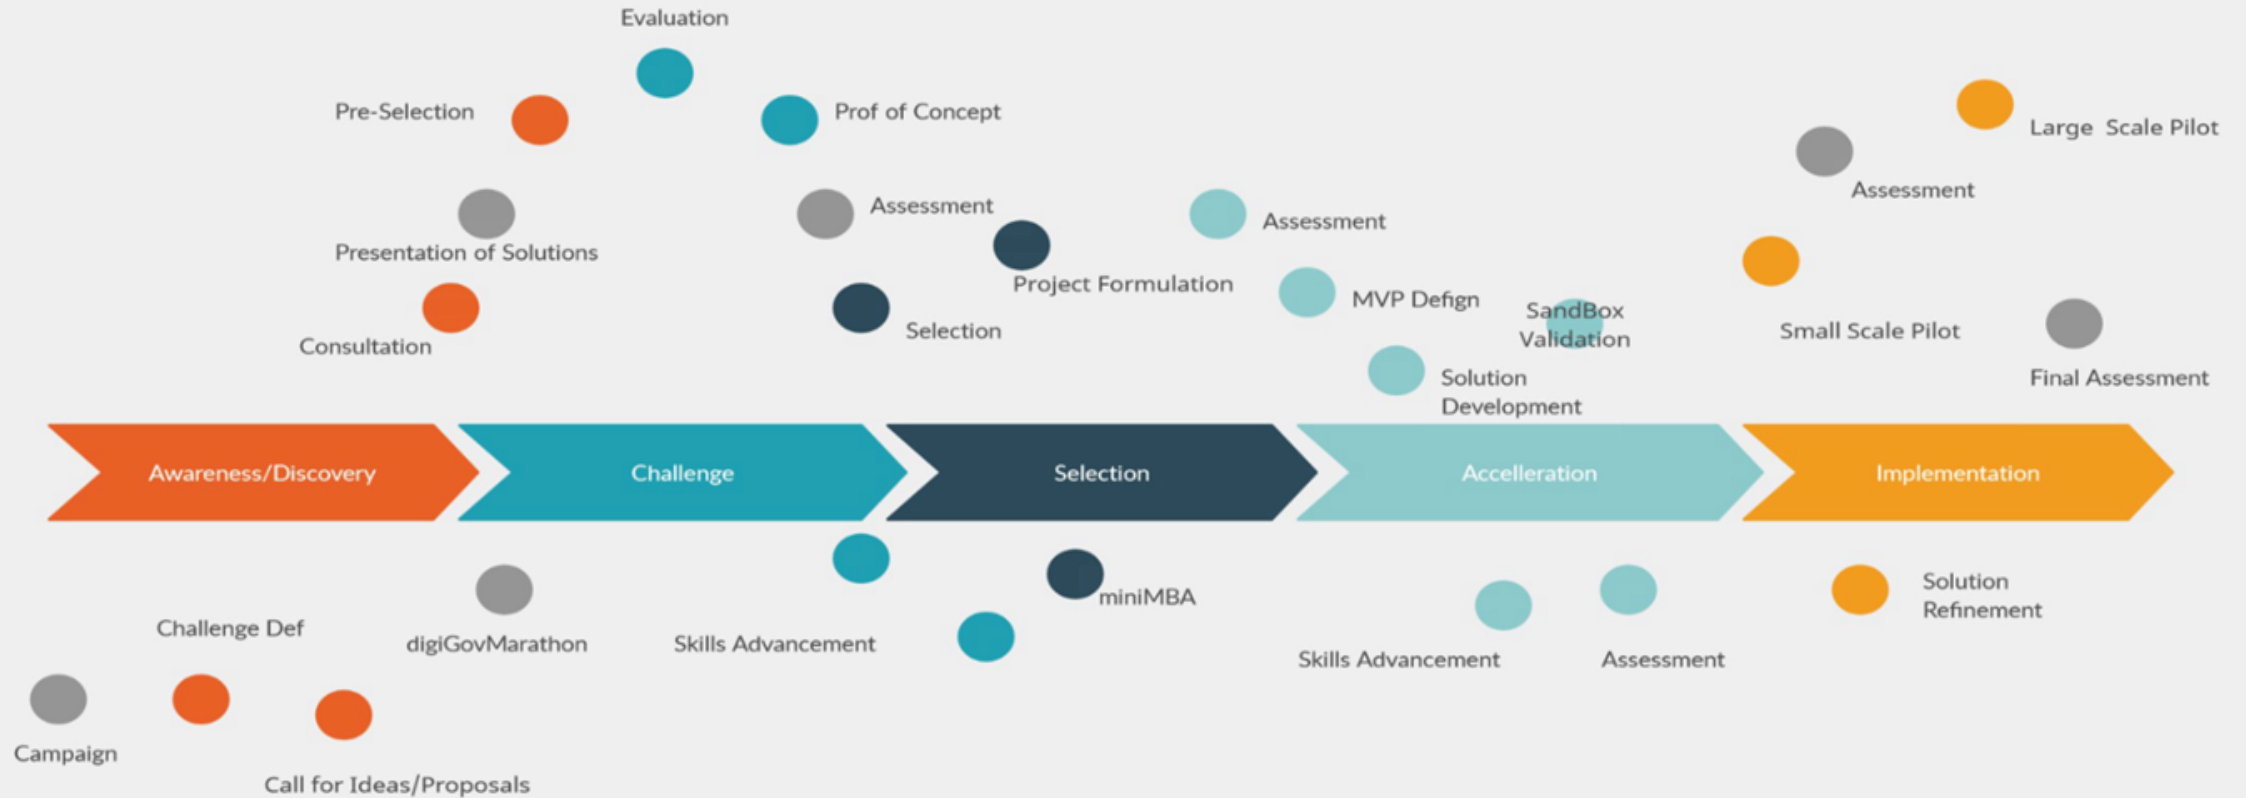 Evaluation
Pre-Selection
Prof of Concept
Large Scale Pilot
Assessment
Assessment
Assessment
Presentation of Solutions
Project Formulation
MVP Defign
SandBox
Validation
Selection
Small Scale Pilot
Consultation
Solution
Development
Final Assessment
Awareness/Discovery
Challenge
Selection
Accelleration
Implementation
miniMBA
Solution
Refinement
Challenge Def
digiGovMarathon
Skills Advancement
Skills Advancement
Assessment
Campaign
Call for Ideas/Proposals